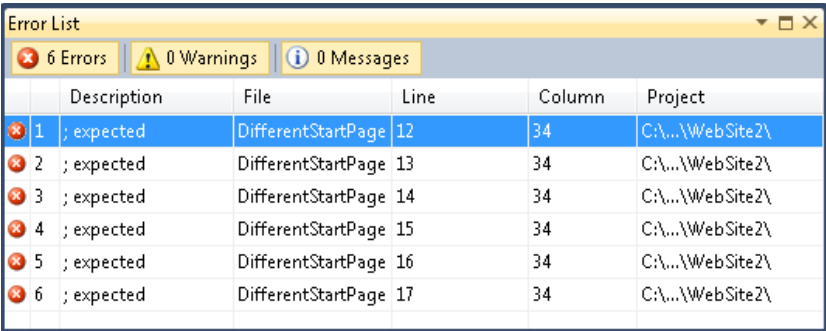 Error List
6 Errors 0 Warnings 0 Messages
Description File Line Column Project
1 ; expected DifferentStartPage 12 34 C:\...\WebSite2\
2 ; expected DifferentStartPage 13 34 C:\...\WebSite2\
3 ; expected DifferentStartPage 14 34 C:\...\WebSite2\
4 ; expected DifferentStartPage 15 34 C:\...\WebSite2\
5 ; expected DifferentStartPage 16 34 C:\...\WebSite2\
6 ; expected DifferentStartPage 17 34 C:\...\WebSite2\